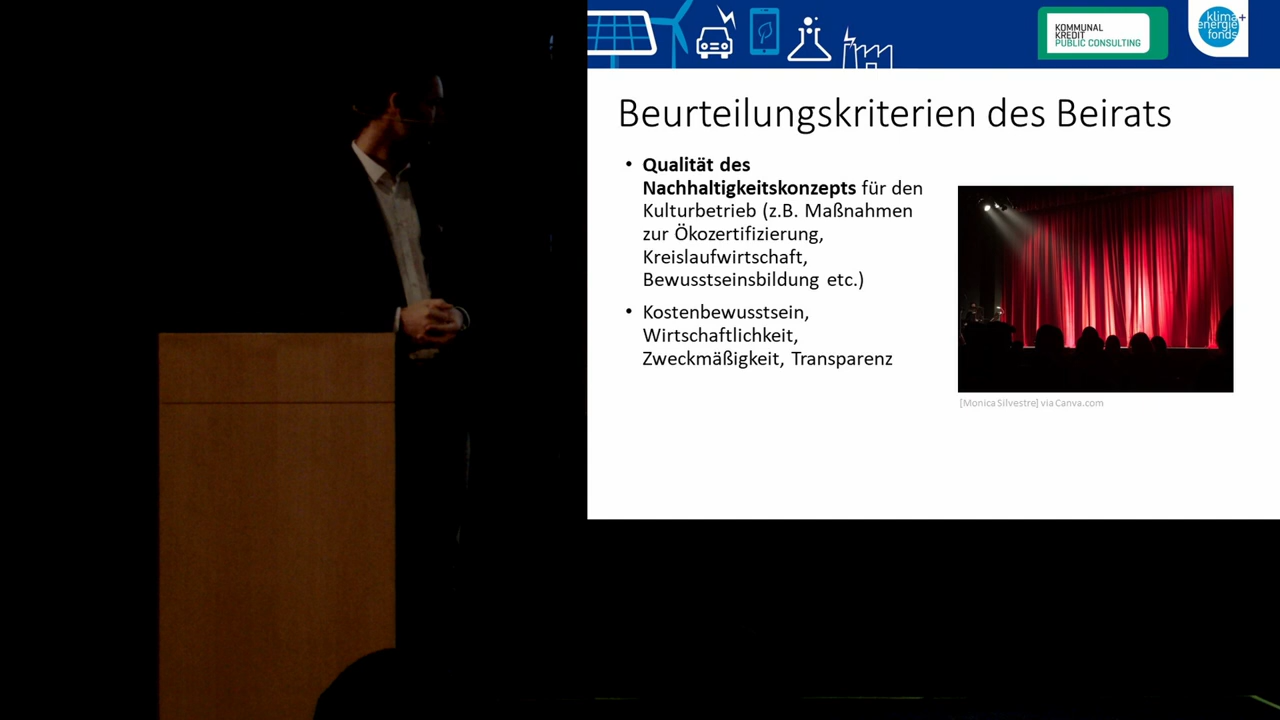 KOMMUNAL
KREDIT
PUBLIC CONSULTING
klima+
energie
fonds
Beurteilungskriterien des Beirats
• Qualität des
Nachhaltigkeitskonzepts für den
Kulturbetrieb (z.B. Maßnahmen
zur Ökozertifizierung,
Kreislaufwirtschaft,
Bewusstseinsbildung etc.)
• Kostenbewusstsein,
Wirtschaftlichkeit,
Zweckmäßigkeit, Transparenz
[Monica Silvestre] via Canva.com